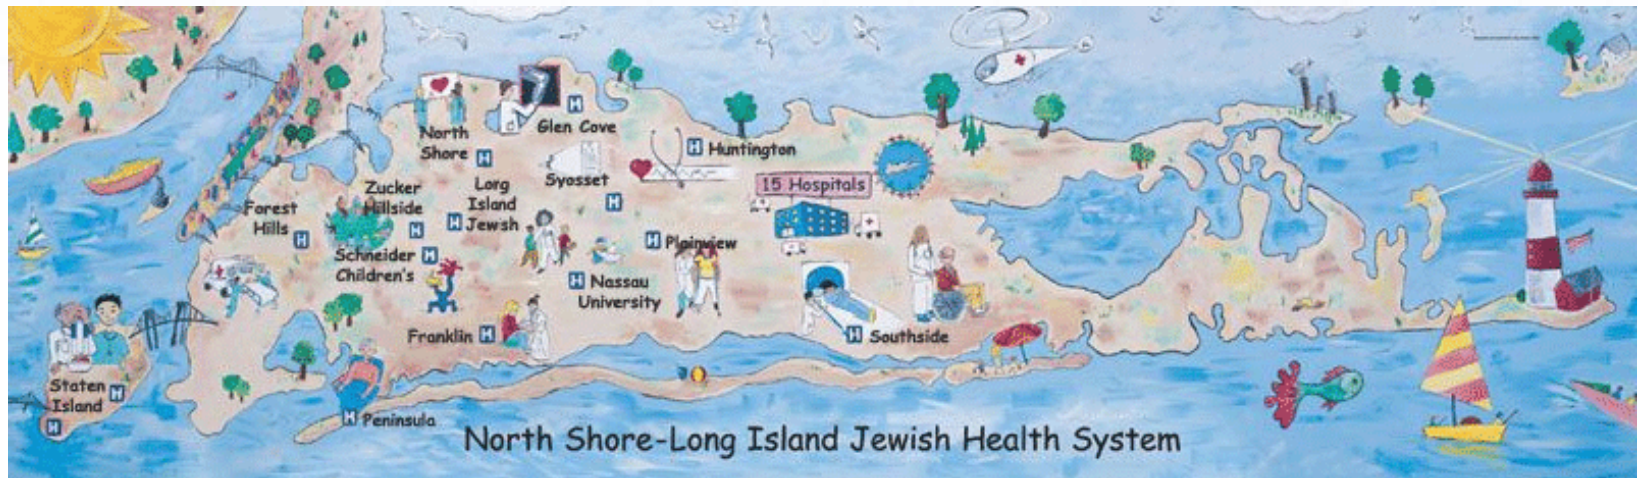 Glen Cove
North
Shore
H
H
Huntington
H
Syosset
15 Hospitals
Zucker
Hillside
Long
Island
Jewish
H
H
H
Forest
Hills
H
H
Plainview
Schneider
Children's
H
H
Nassau
University
Franklin
H
H
Southside
Staten
Island
H
H
H
Peninsula
North Shore-Long Island Jewish Health System